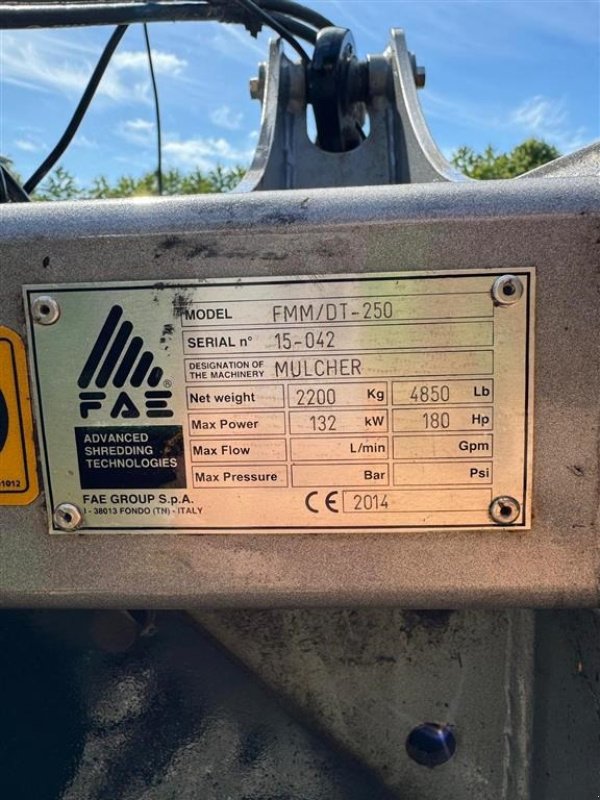 MODEL FMM/DT-250
SERIAL n° 15-042
DESIGNATION OF THE MACHINERY MULCHER
Net weight 2200 Kg 4850 Lb
Max Power 132 kW 180 Hp
Max Flow L/min Gpm
Max Pressure Bar Psi
FAE ®
ADVANCED
SHREDDING
TECHNOLOGIES
FAE GROUP S.p.A.
- 38013 FONDO (TN) - ITALY
CE 2014